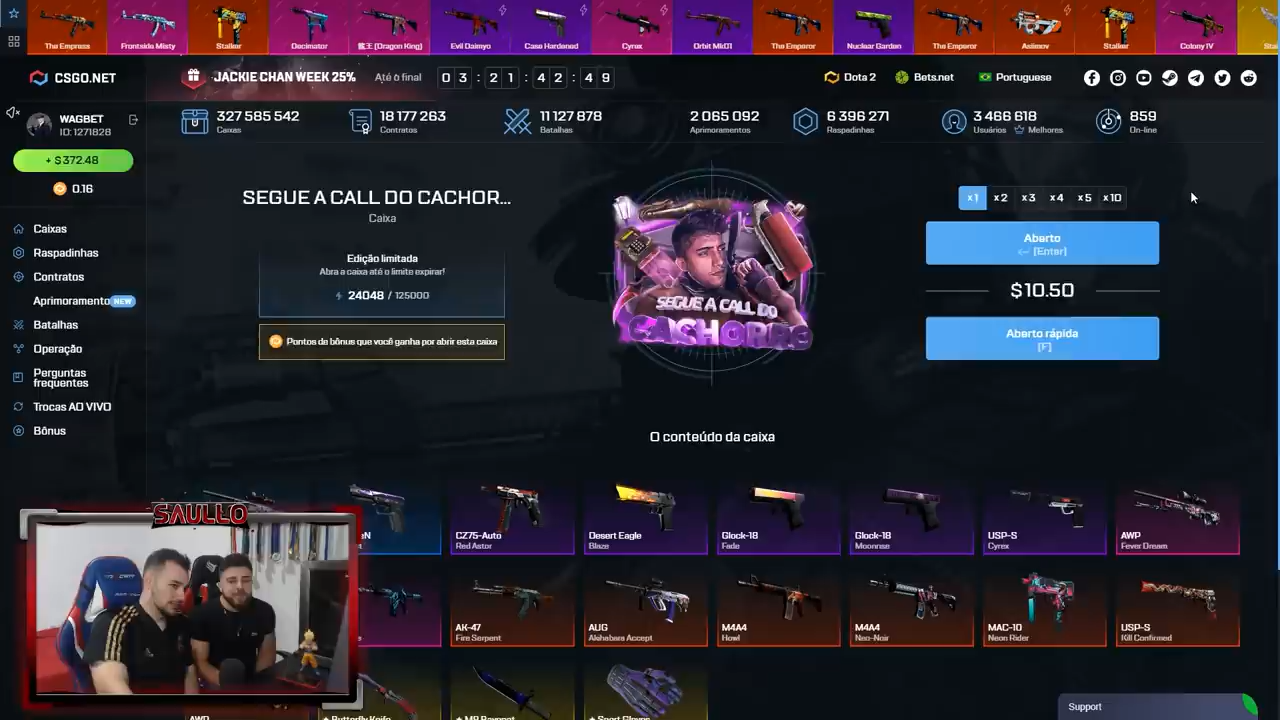 The Empress
Frontside Misty
Stalker
Decimator
龍王 (Dragon King)
Evil Daimyo
Case Hardened
Cyrex
Orbit Mk01
The Emperor
Nuclear Garden
The Emperor
Asiimov
Stalker
Colony IV
CSGO.NET
JACKIE CHAN WEEK 25%
Até o final
03:21:42:49
Dota 2
Bets.net
Portuguese
WAGBET
ID: 1271828
+ $372.48
0.16
327 585 542
Caixas
18 177 263
Contratos
11 127 878
Batalhas
2 065 092
Aprimoramentos
6 396 271
Raspadinhas
3 466 618
Usuários
Melhores
859
On-line
Caixas
Raspadinhas
Contratos
Aprimoramento NEW
Batalhas
Operação
Perguntas
frequentes
Trocas AO VIVO
Bônus
SEGUE A CALL DO CACHOR...
Caixa
Edição limitada
Abra a caixa até o limite expirar!
24048 / 125000
Pontos de bônus que você ganha por abrir esta caixa
SEGUE A CALL DO
CACHORRO
x1 x2 x3 x4 x5 x10
Aberto
[Enter]
$10.50
Aberto rápida
[F]
O conteúdo da caixa
CZ75-Auto
Red Astor
Desert Eagle
Blaze
Glock-18
Fade
Glock-18
Moonrise
USP-S
Cyrex
AWP
Fever Dream
AK-47
Fire Serpent
AUG
Akihabara Accept
M4A4
Howl
M4A4
Neo-Noir
MAC-10
Neon Rider
USP-S
Kill Confirmed
AWP
Butterfly Knife
M9 Bayonet
Sport Gloves
SAULLO
Support